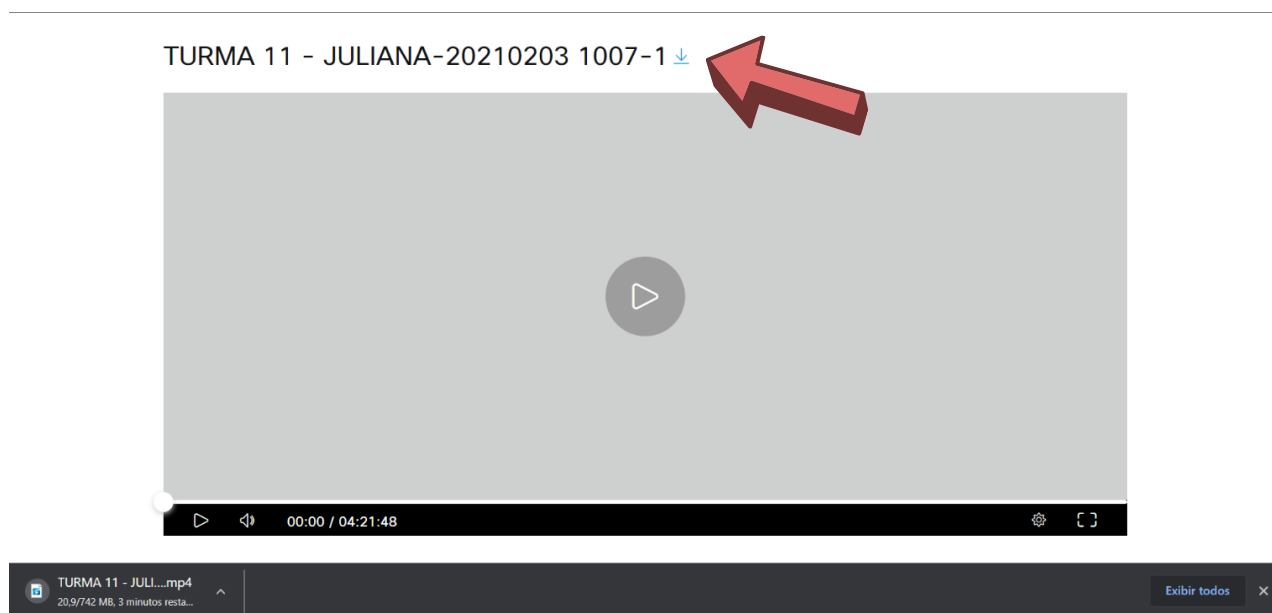 TURMA 11 - JULIANA-20210203 1007-1
00:00 / 04:21:48
TURMA 11 - JULI....mp4
20,9/742 MB, 3 minutos resta...
Exibir todos